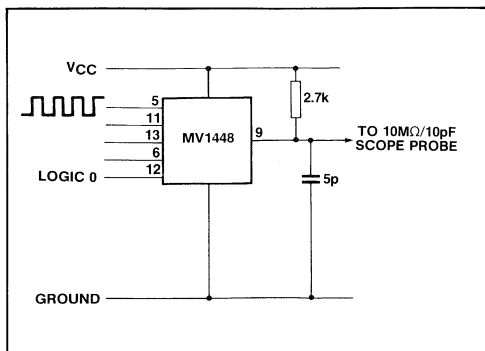 VCC
2.7k
5
11
13
6
12
MV1448
9
TO 10MΩ/10pF
SCOPE PROBE
LOGIC 0
5p
GROUND